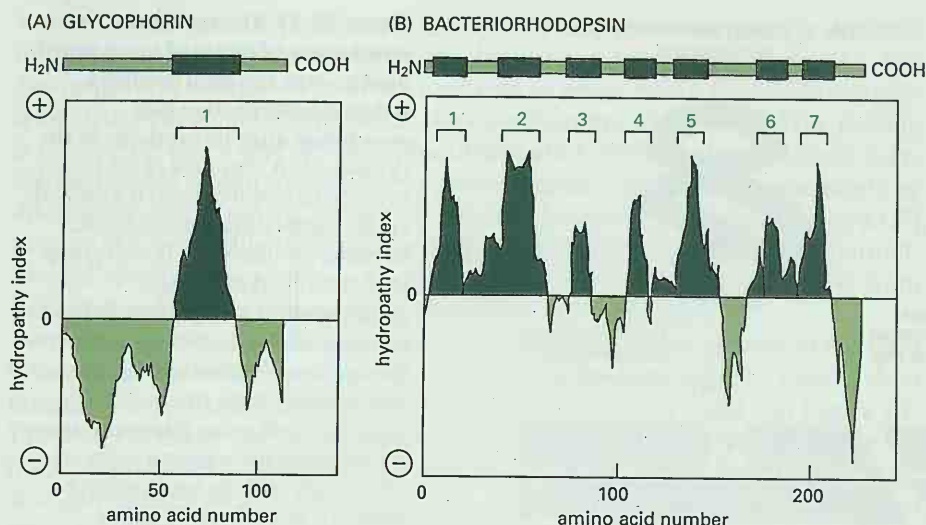 (A) GLYCOPHORIN
H₂N
COOH
+
1
hydropathy index
0
−
0 50 100
amino acid number
(B) BACTERIORHODOPSIN
H₂N
COOH
+
1 2 3 4 5 6 7
hydropathy index
0
−
0 100 200
amino acid number